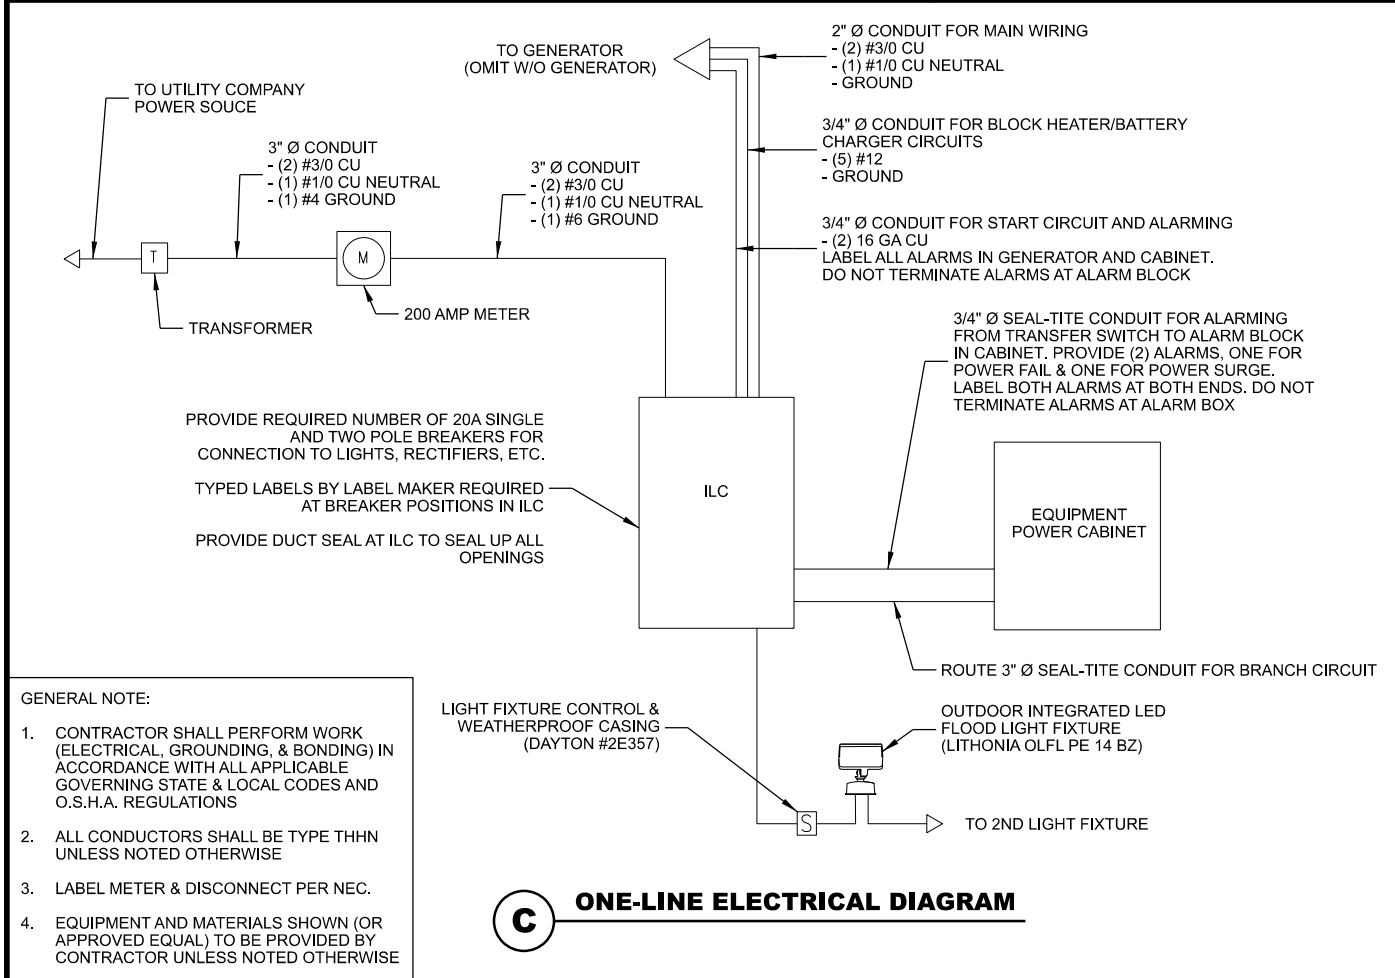 TO GENERATOR
(OMIT W/O GENERATOR)
2" Ø CONDUIT FOR MAIN WIRING
- (2) #3/0 CU
- (1) #1/0 CU NEUTRAL
- GROUND
TO UTILITY COMPANY
POWER SOUCE
3/4" Ø CONDUIT FOR BLOCK HEATER/BATTERY
CHARGER CIRCUITS
- (5) #12
- GROUND
3" Ø CONDUIT
- (2) #3/0 CU
- (1) #1/0 CU NEUTRAL
- (1) #4 GROUND
3" Ø CONDUIT
- (2) #3/0 CU
- (1) #1/0 CU NEUTRAL
- (1) #6 GROUND
3/4" Ø CONDUIT FOR START CIRCUIT AND ALARMING
- (2) 16 GA CU
LABEL ALL ALARMS IN GENERATOR AND CABINET.
DO NOT TERMINATE ALARMS AT ALARM BLOCK
T
M
TRANSFORMER
200 AMP METER
3/4" Ø SEAL-TITE CONDUIT FOR ALARMING
FROM TRANSFER SWITCH TO ALARM BLOCK
IN CABINET. PROVIDE (2) ALARMS, ONE FOR
POWER FAIL & ONE FOR POWER SURGE.
LABEL BOTH ALARMS AT BOTH ENDS. DO NOT
TERMINATE ALARMS AT ALARM BOX
PROVIDE REQUIRED NUMBER OF 20A SINGLE
AND TWO POLE BREAKERS FOR
CONNECTION TO LIGHTS, RECTIFIERS, ETC.
TYPED LABELS BY LABEL MAKER REQUIRED
AT BREAKER POSITIONS IN ILC
PROVIDE DUCT SEAL AT ILC TO SEAL UP ALL
OPENINGS
ILC
EQUIPMENT
POWER CABINET
ROUTE 3" Ø SEAL-TITE CONDUIT FOR BRANCH CIRCUIT
LIGHT FIXTURE CONTROL &
WEATHERPROOF CASING
(DAYTON #2E357)
OUTDOOR INTEGRATED LED
FLOOD LIGHT FIXTURE
(LITHONIA OLFL PE 14 BZ)
S
TO 2ND LIGHT FIXTURE
GENERAL NOTE:
1. CONTRACTOR SHALL PERFORM WORK
(ELECTRICAL, GROUNDING, & BONDING) IN
ACCORDANCE WITH ALL APPLICABLE
GOVERNING STATE & LOCAL CODES AND
O.S.H.A. REGULATIONS
2. ALL CONDUCTORS SHALL BE TYPE THHN
UNLESS NOTED OTHERWISE
3. LABEL METER & DISCONNECT PER NEC.
4. EQUIPMENT AND MATERIALS SHOWN (OR
APPROVED EQUAL) TO BE PROVIDED BY
CONTRACTOR UNLESS NOTED OTHERWISE
C ONE-LINE ELECTRICAL DIAGRAM